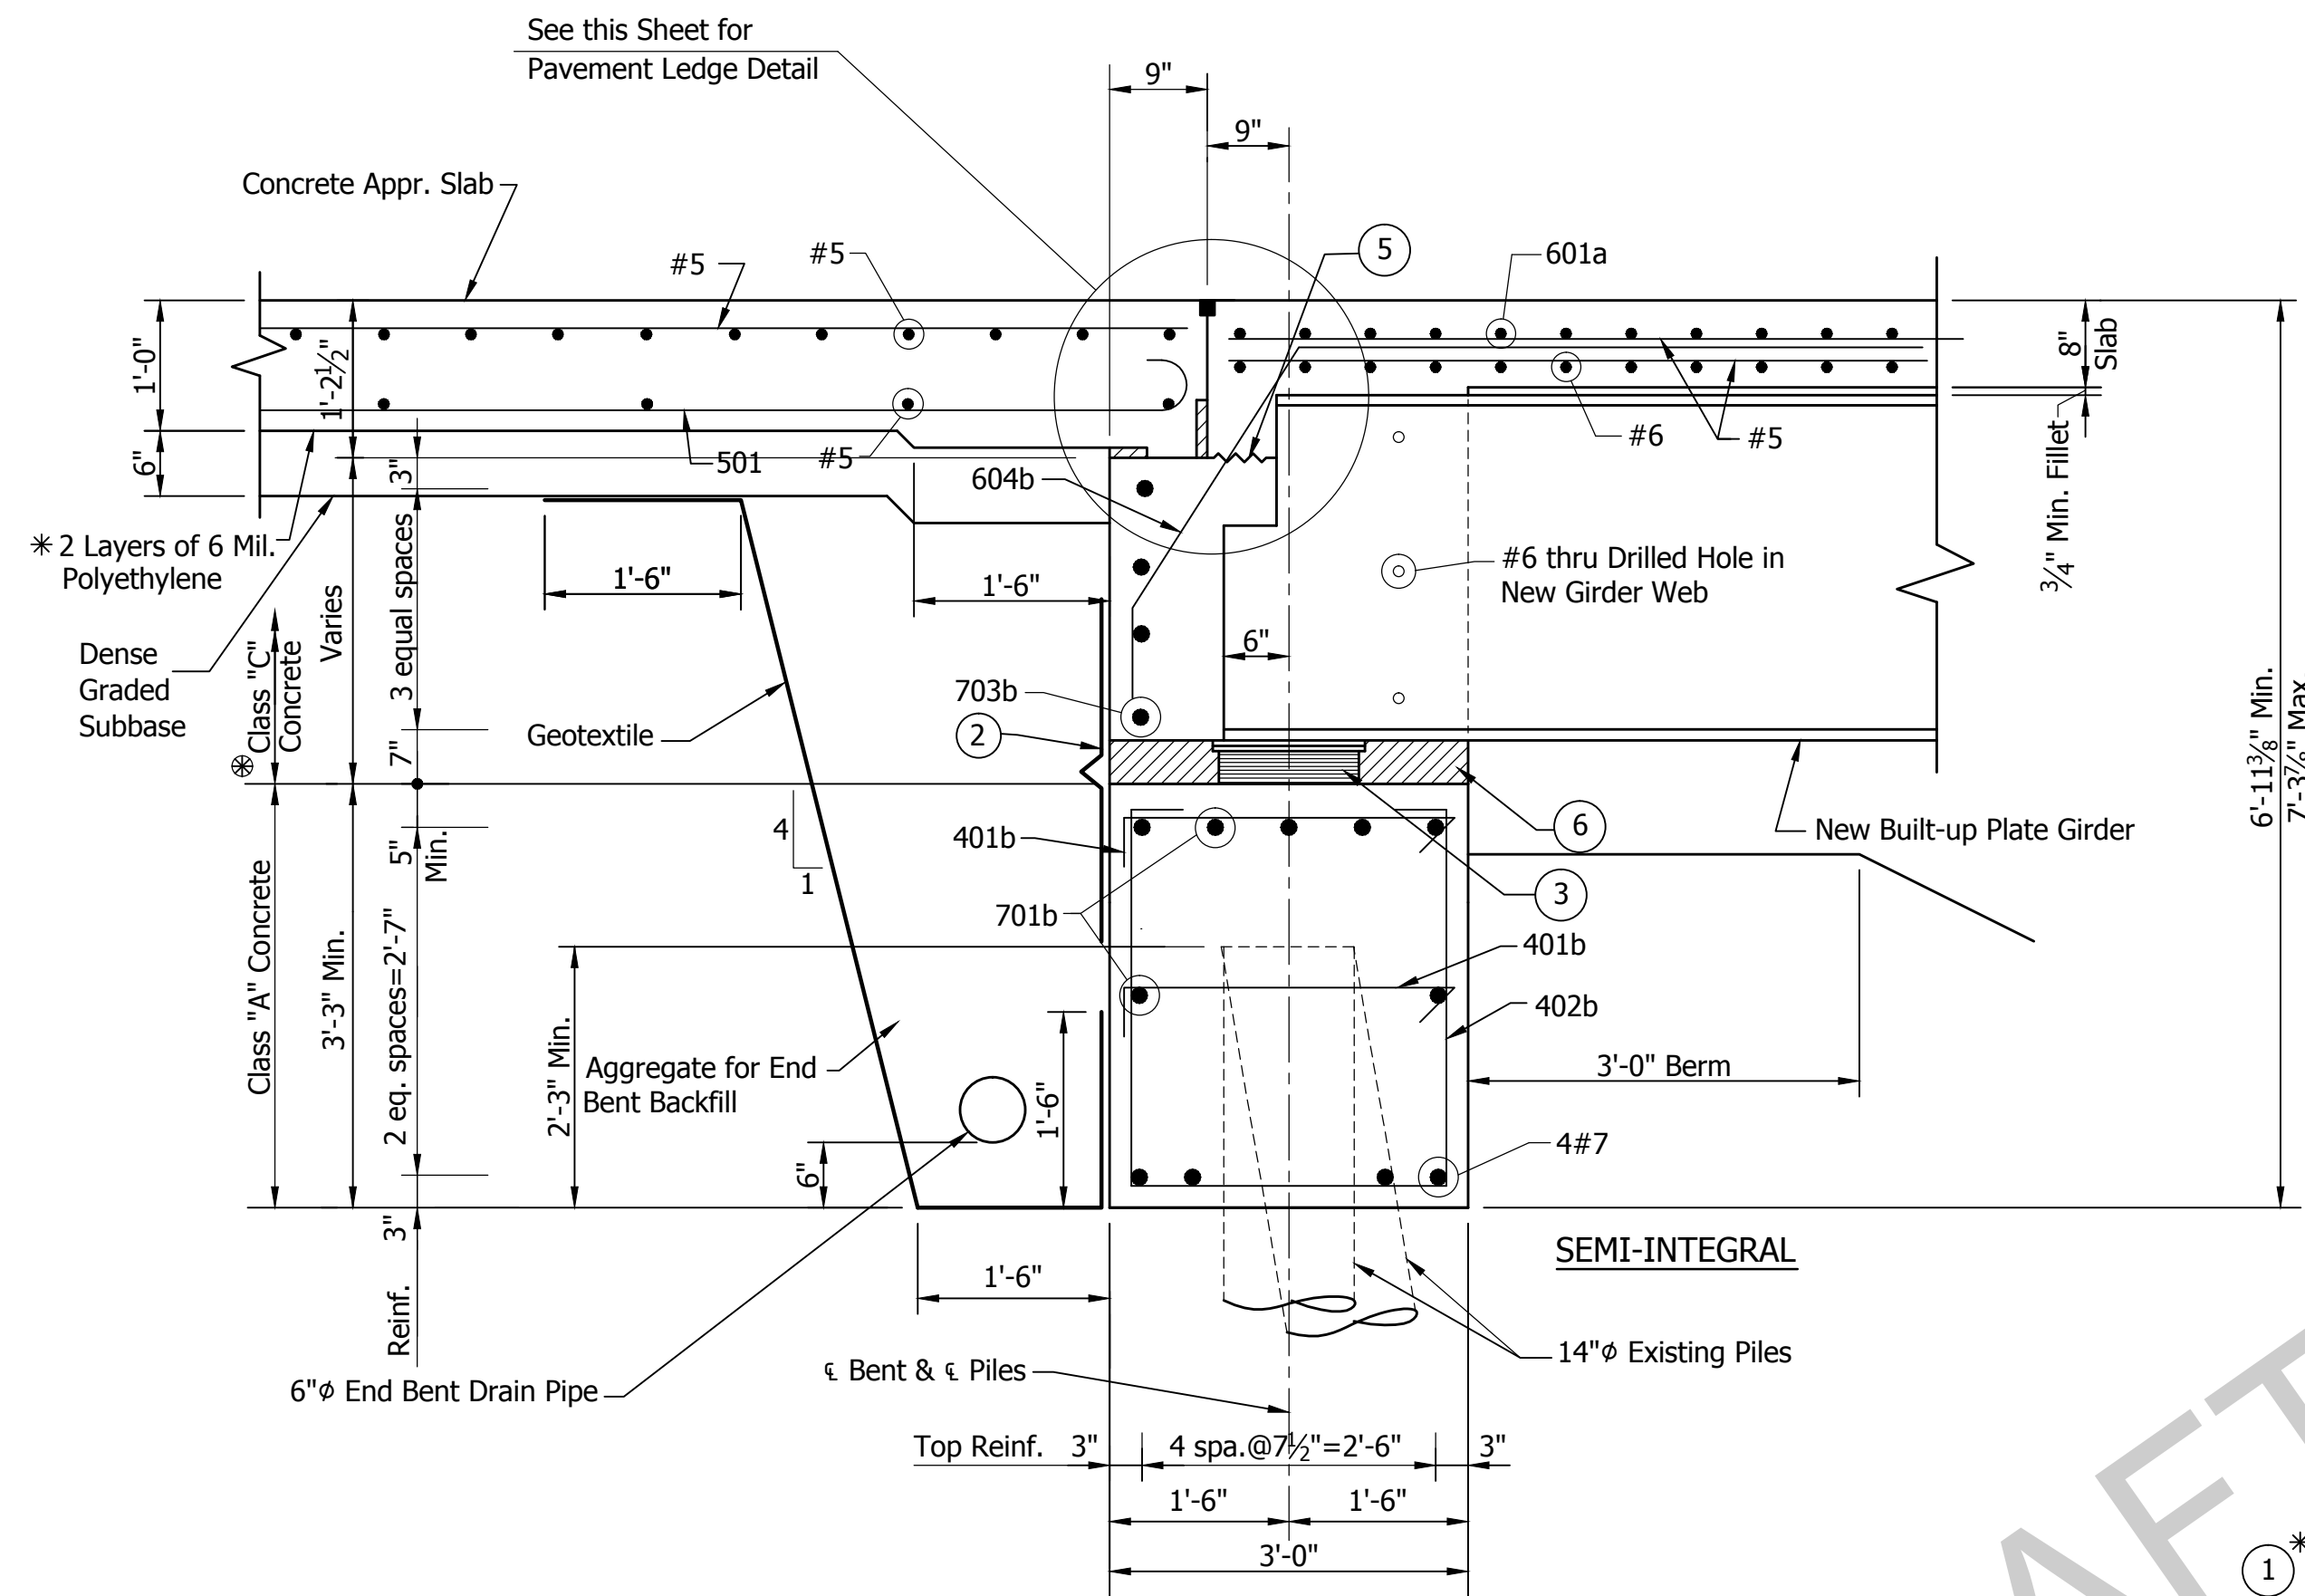 See this Sheet for
Pavement Ledge Detail
9"
9"
Concrete Appr. Slab
#5
#5
5
601a
1'-0"
1'-2½"
8"
Slab
6"
3"
501
#5
604b
#6
#5
¾" Min. Fillet
✳ 2 Layers of 6 Mil.
Polyethylene
1'-6"
1'-6"
#6 thru Drilled Hole in
New Girder Web
Dense
Graded
Subbase
⊛ Class "C"
Concrete
Varies
3 equal spaces
6"
703b
2
Geotextile
7"
6'-11⅜" Min.
7'-3⅞" Max.
4
1
5"
Min.
401b
6
New Built-up Plate Girder
3
701b
401b
402b
Class "A" Concrete
3'-3" Min.
2 eq. spaces=2'-7"
2'-3" Min.
Aggregate for End
Bent Backfill
1'-6"
3'-0" Berm
6"
4#7
3"
Reinf.
SEMI-INTEGRAL
1'-6"
14"ϕ Existing Piles
℄ Bent & ℄ Piles
6"ϕ End Bent Drain Pipe
Top Reinf. 3" 4 spa.@7½"=2'-6" 3"
1'-6" 1'-6"
3'-0"
1 ✳